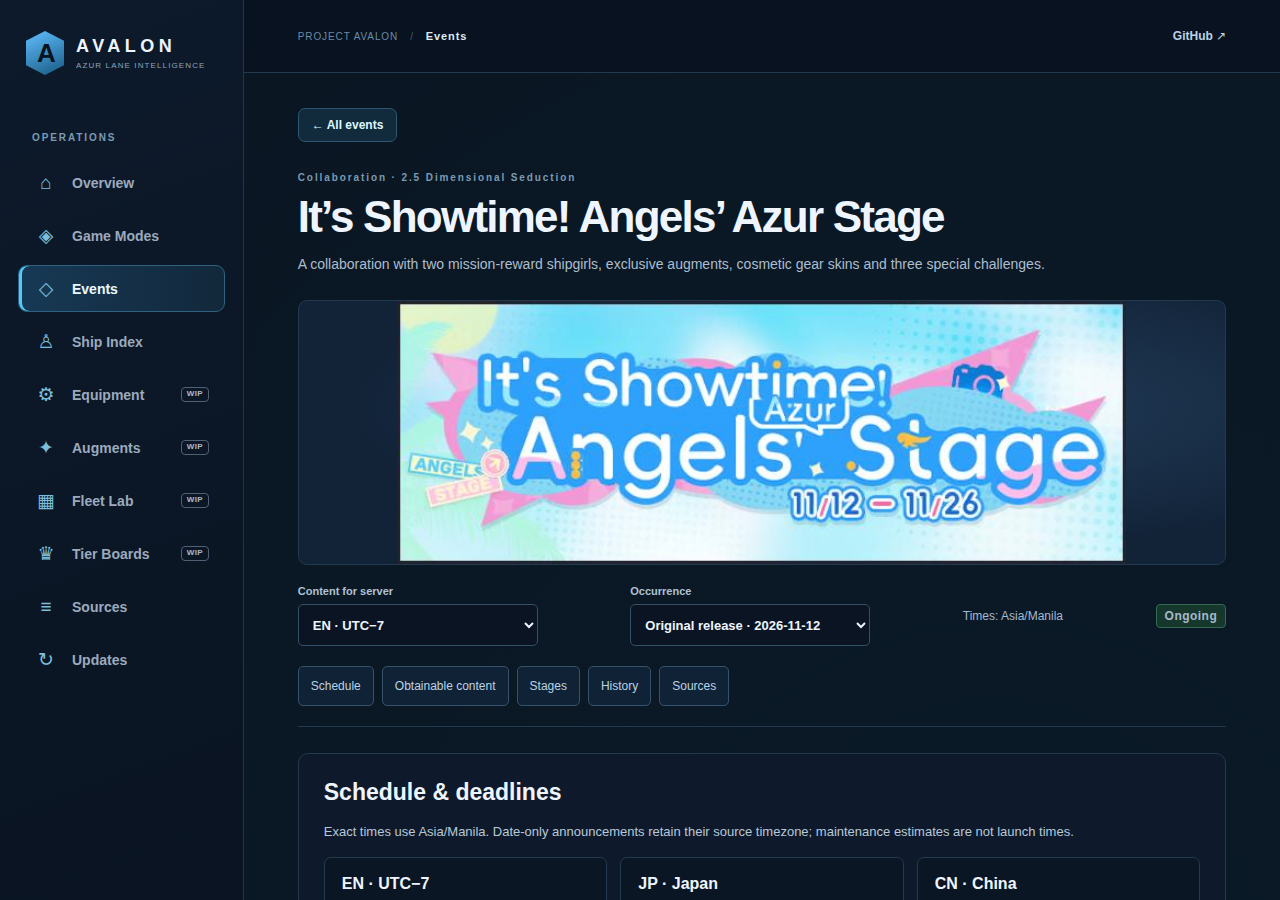 A
AVALON
AZUR LANE INTELLIGENCE
PROJECT AVALON / Events
GitHub ↗
OPERATIONS
⌂ Overview
◈ Game Modes
◇ Events
♙ Ship Index
⚙ Equipment WIP
✦ Augments WIP
▦ Fleet Lab WIP
♛ Tier Boards WIP
≡ Sources
↻ Updates
← All events
Collaboration · 2.5 Dimensional Seduction
It’s Showtime! Angels’ Azur Stage
A collaboration with two mission-reward shipgirls, exclusive augments, cosmetic gear skins and three special challenges.
It's Showtime!
Azur
Angels' Stage
ANGELS
STAGE
11/12 – 11/26
Content for server
EN · UTC−7
Occurrence
Original release · 2026-11-12
Times: Asia/Manila
Ongoing
Schedule
Obtainable content
Stages
History
Sources
Schedule & deadlines
Exact times use Asia/Manila. Date-only announcements retain their source timezone; maintenance estimates are not launch times.
EN · UTC−7
JP · Japan
CN · China